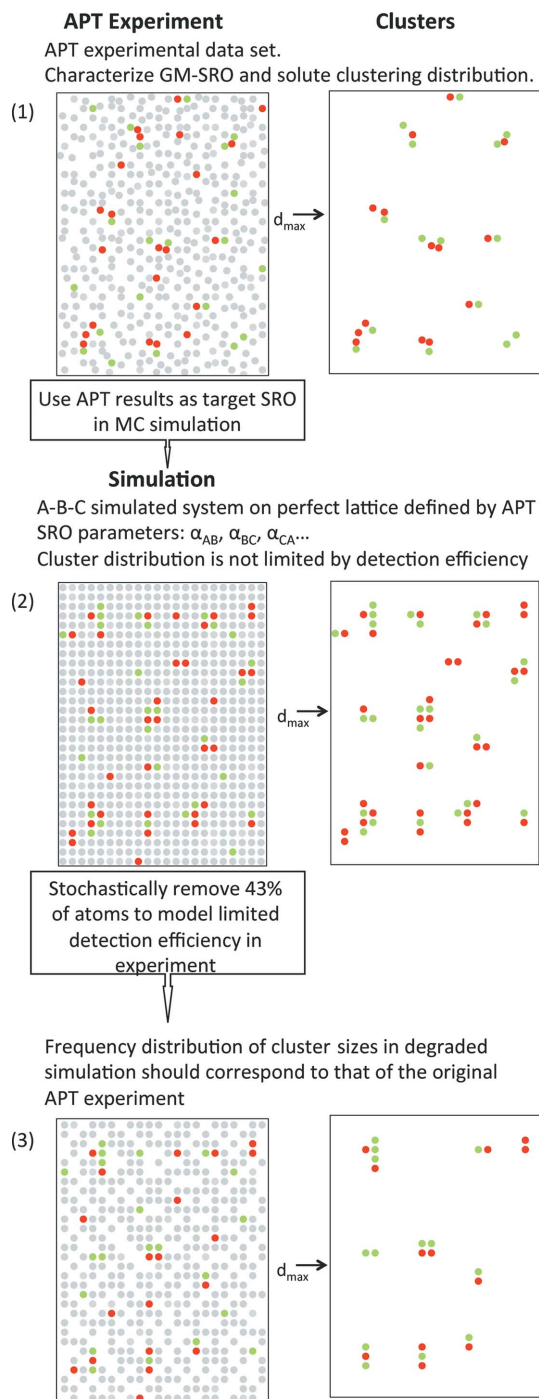 APT Experiment
Clusters
APT experimental data set.
Characterize GM-SRO and solute clustering distribution.
(1)
dmax
Use APT results as target SRO
in MC simulation
Simulation
A-B-C simulated system on perfect lattice defined by APT
SRO parameters: αAB, αBC, αCA...
Cluster distribution is not limited by detection efficiency
(2)
dmax
Stochastically remove 43%
of atoms to model limited
detection efficiency in
experiment
Frequency distribution of cluster sizes in degraded
simulation should correspond to that of the original
APT experiment
(3)
dmax